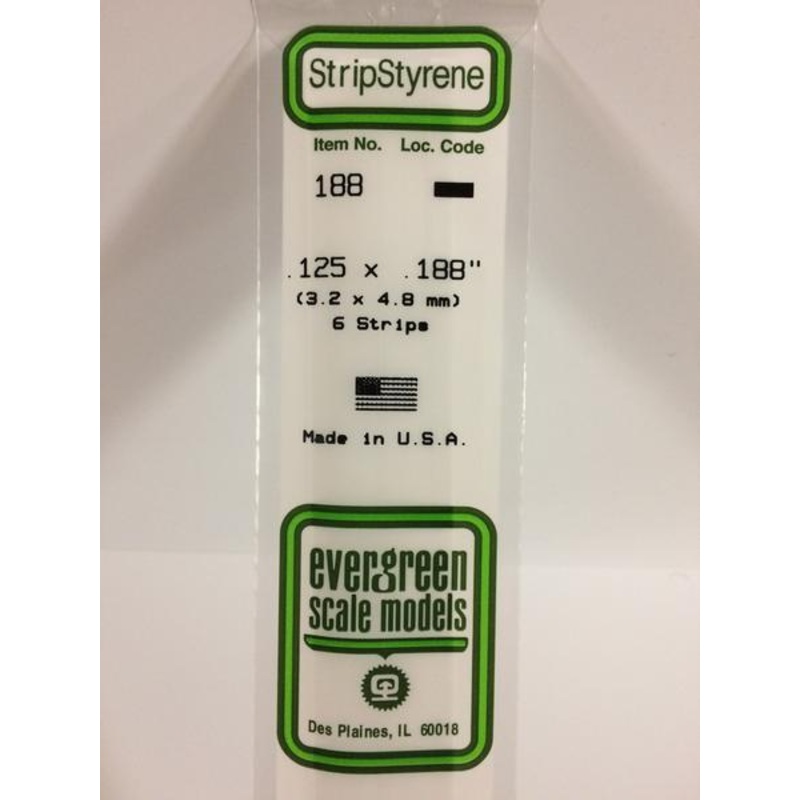 StripStyrene
Item No. Loc. Code
188
.125 x .188"
(3.2 x 4.8 mm)
6 Strips
Made in U.S.A.
evergreen
scale models
Des Plaines, IL 60018